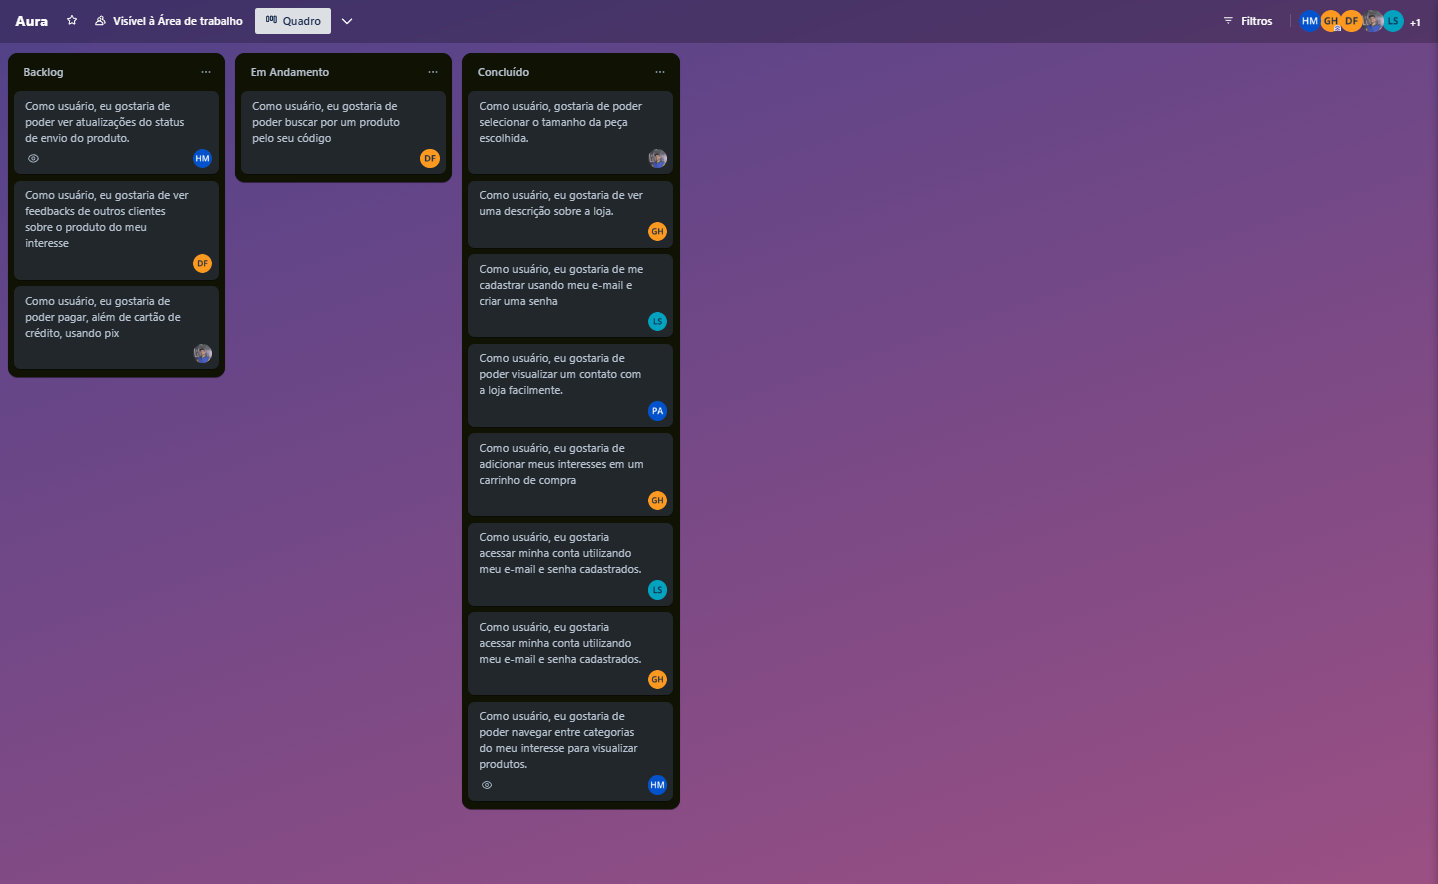 Aura
Visível à Área de trabalho
Quadro
Filtros
HM
GH
DF
LS
+1
Backlog
Como usuário, eu gostaria de
poder ver atualizações do status
de envio do produto.
HM
Como usuário, eu gostaria de ver
feedbacks de outros clientes
sobre o produto do meu
interesse
DF
Como usuário, eu gostaria de
poder pagar, além de cartão de
crédito, usando pix
Em Andamento
Como usuário, eu gostaria de
poder buscar por um produto
pelo seu código
DF
Concluído
Como usuário, gostaria de poder
selecionar o tamanho da peça
escolhida.
Como usuário, eu gostaria de ver
uma descrição sobre a loja.
GH
Como usuário, eu gostaria de me
cadastrar usando meu e-mail e
criar uma senha
LS
Como usuário, eu gostaria de
poder visualizar um contato com
a loja facilmente.
PA
Como usuário, eu gostaria de
adicionar meus interesses em um
carrinho de compra
GH
Como usuário, eu gostaria
acessar minha conta utilizando
meu e-mail e senha cadastrados.
LS
Como usuário, eu gostaria
acessar minha conta utilizando
meu e-mail e senha cadastrados.
GH
Como usuário, eu gostaria de
poder navegar entre categorias
do meu interesse para visualizar
produtos.
HM